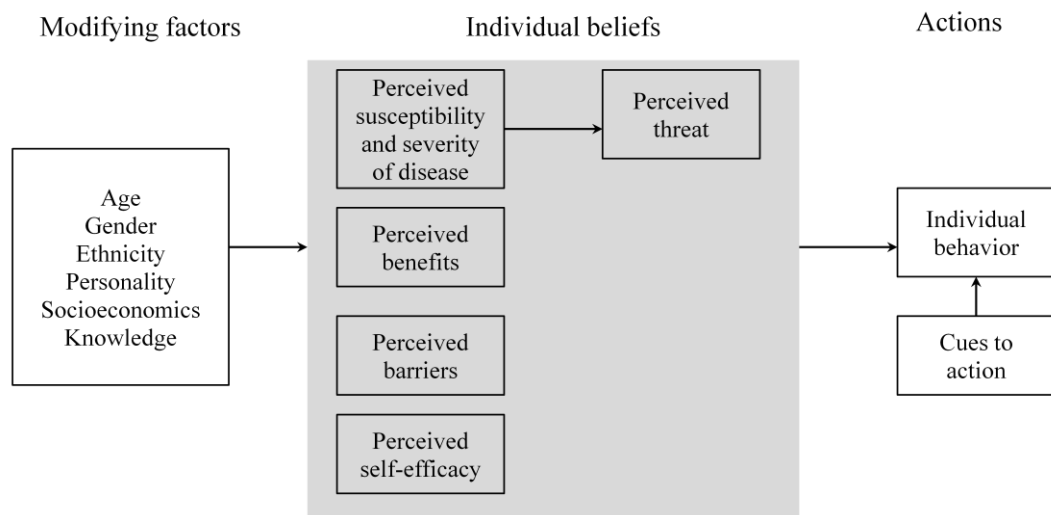 Modifying factors
Individual beliefs
Actions
Age
Gender
Ethnicity
Personality
Socioeconomics
Knowledge
Perceived
susceptibility
and severity
of disease
Perceived
threat
Perceived
benefits
Perceived
barriers
Perceived
self-efficacy
Individual
behavior
Cues to
action